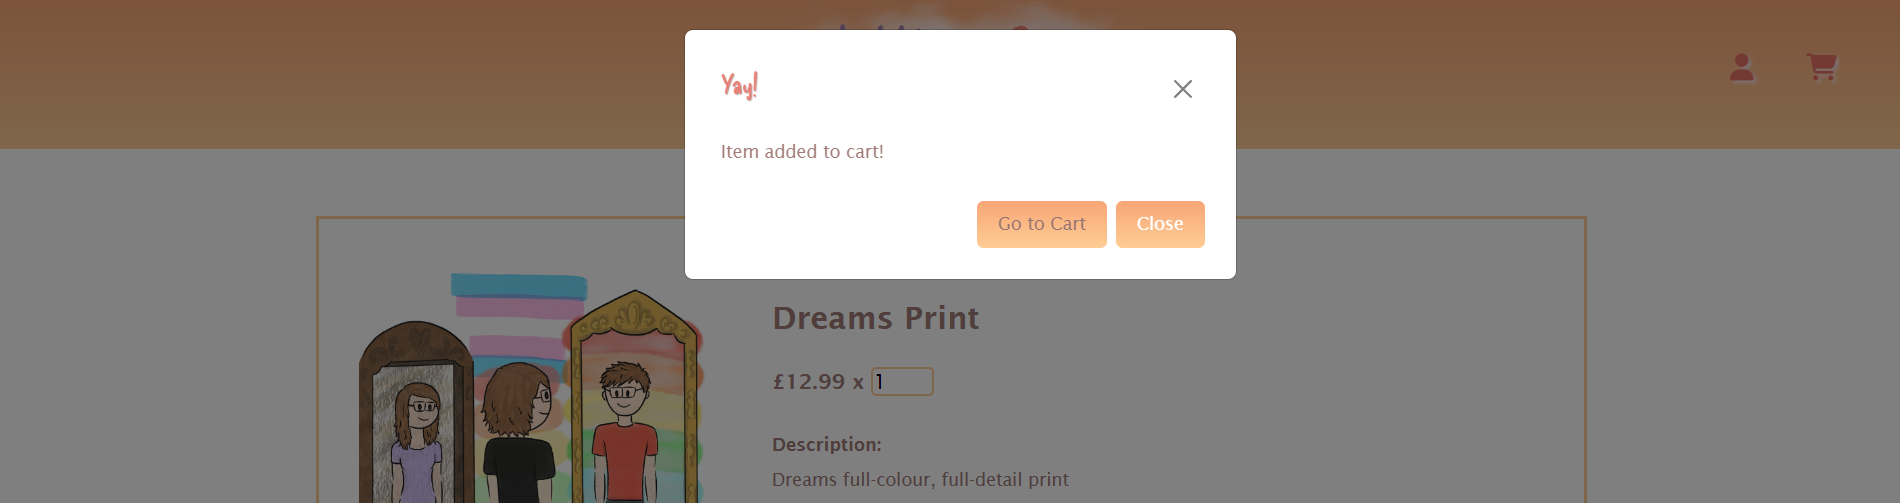 Yay!
Item added to cart!
Go to Cart
Close
Dreams Print
£12.99 x 1
Description:
Dreams full-colour, full-detail print